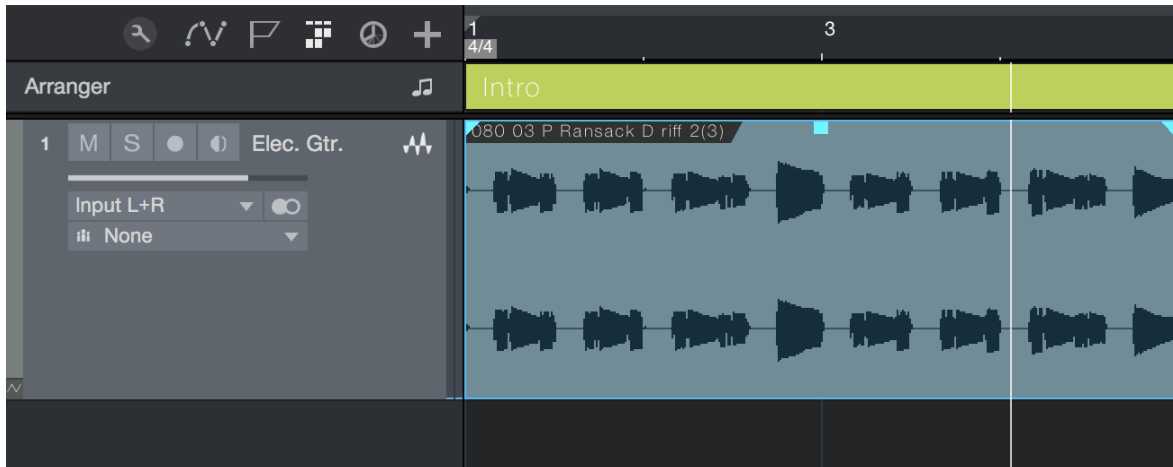 1
3
4/4
Arranger
Intro
1 M S Elec. Gtr.
080 03 P Ransack D riff 2(3)
Input L+R
None